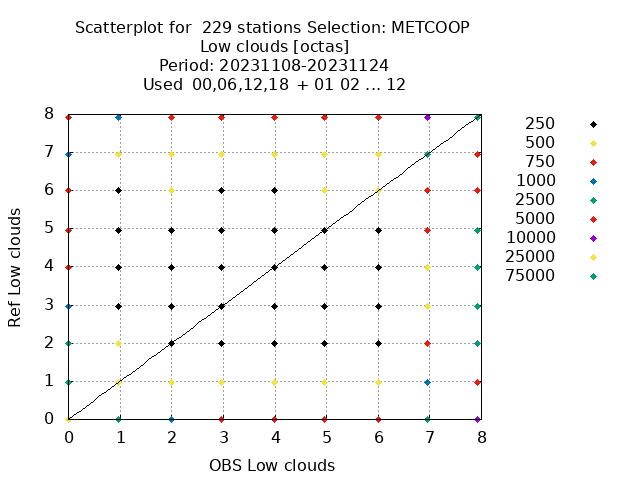 Scatterplot for  229 stations Selection: METCOOP
Low clouds [octas]
Period: 20231108-20231124
Used  00,06,12,18  + 01 02 ... 12
8
7
6
5
4
3
2
1
0
Ref Low clouds
0 1 2 3 4 5 6 7 8
OBS Low clouds
250
500
750
1000
2500
5000
10000
25000
75000